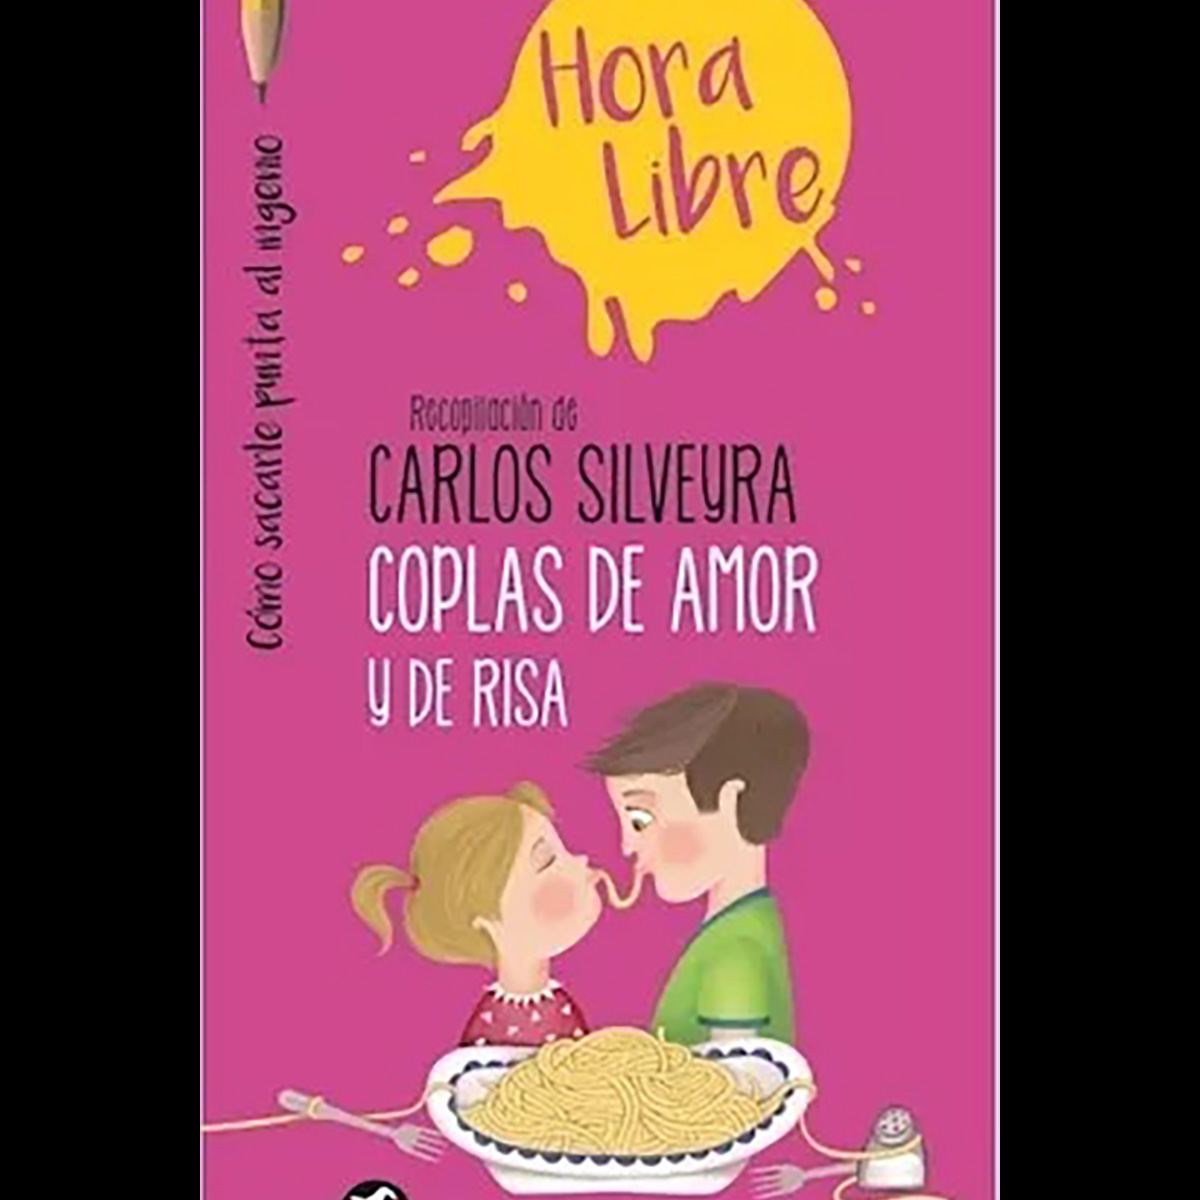 Hora
Libre
Cómo sacarle punta al ingenio
Recopilación de
CARLOS SILVEYRA
COPLAS DE AMOR
Y DE RISA